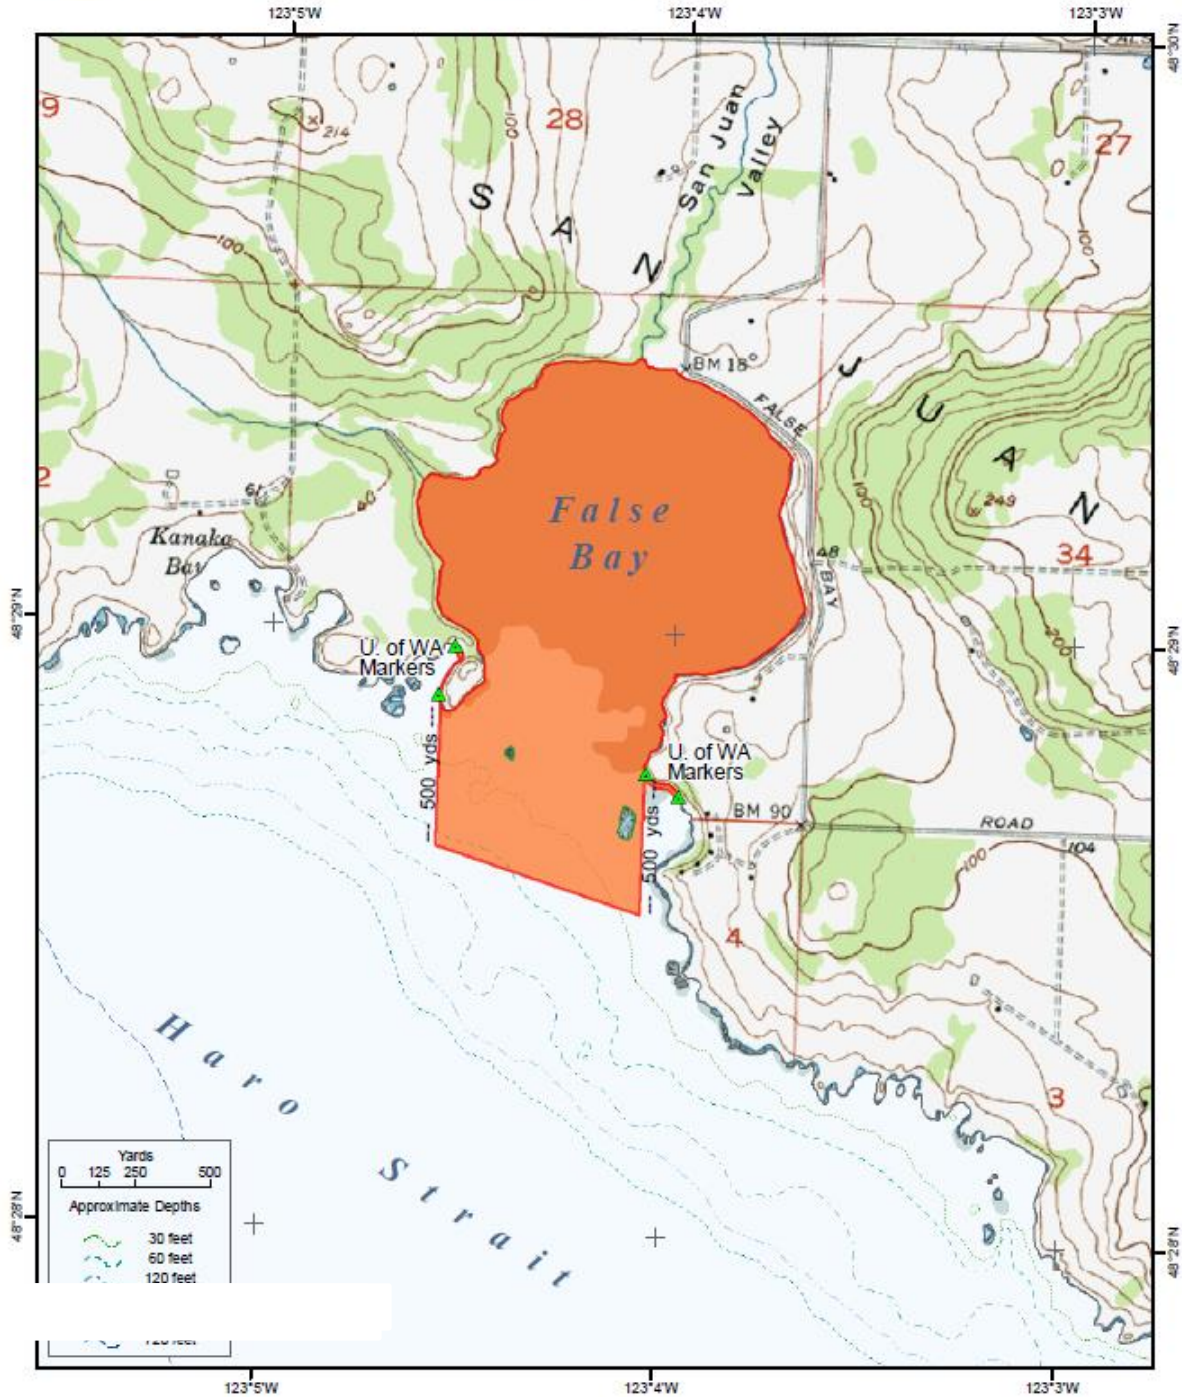 123°5'W
123°4'W
123°3'W
48°30'N
9
28
27
214
100
100
San Juan
Valley
S A N
J U A N
100
BM 18
FALSE
BAY
2
61
40
Kanaka
Bay
False
Bay
100
249
48
34
200
48°29'N
48°29'N
U. of WA
Markers
500 yds
U. of WA
Markers
500 yds
BM 90
ROAD
104
100
4
3
Haro
Strait
Yards
0 125 250 500
Approximate Depths
30 feet
60 feet
120 feet
48°28'N
48°28'N
123°5'W
123°4'W
123°3'W